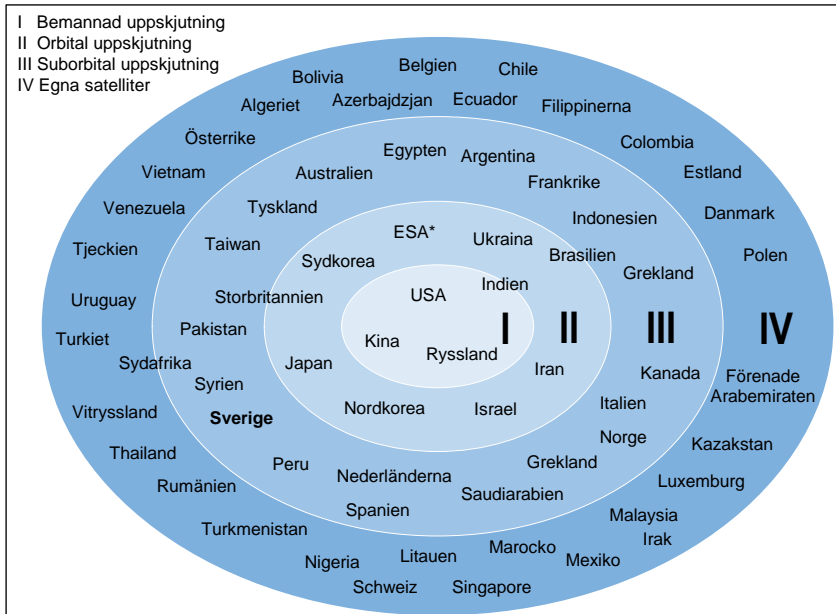 I Bemannad uppskjutning
II Orbital uppskjutning
III Suborbital uppskjutning
IV Egna satelliter
Belgien
Chile
Bolivia
Algeriet
Azerbajdzjan
Ecuador
Filippinerna
Österrike
Colombia
Egypten
Argentina
Vietnam
Australien
Frankrike
Estland
Venezuela
Tyskland
Indonesien
Danmark
ESA*
Ukraina
Tjeckien
Taiwan
Sydkorea
Brasilien
Polen
Grekland
Indien
Uruguay
Storbritannien
USA
Turkiet
Pakistan
Kina
I
II
III
IV
Ryssland
Sydafrika
Japan
Iran
Kanada
Syrien
Förenade
Arabemiraten
Vitryssland
Sverige
Nordkorea
Israel
Italien
Norge
Kazakstan
Thailand
Peru
Nederländerna
Grekland
Rumänien
Luxemburg
Spanien
Saudiarabien
Malaysia
Turkmenistan
Irak
Nigeria
Litauen
Marocko
Mexiko
Schweiz
Singapore